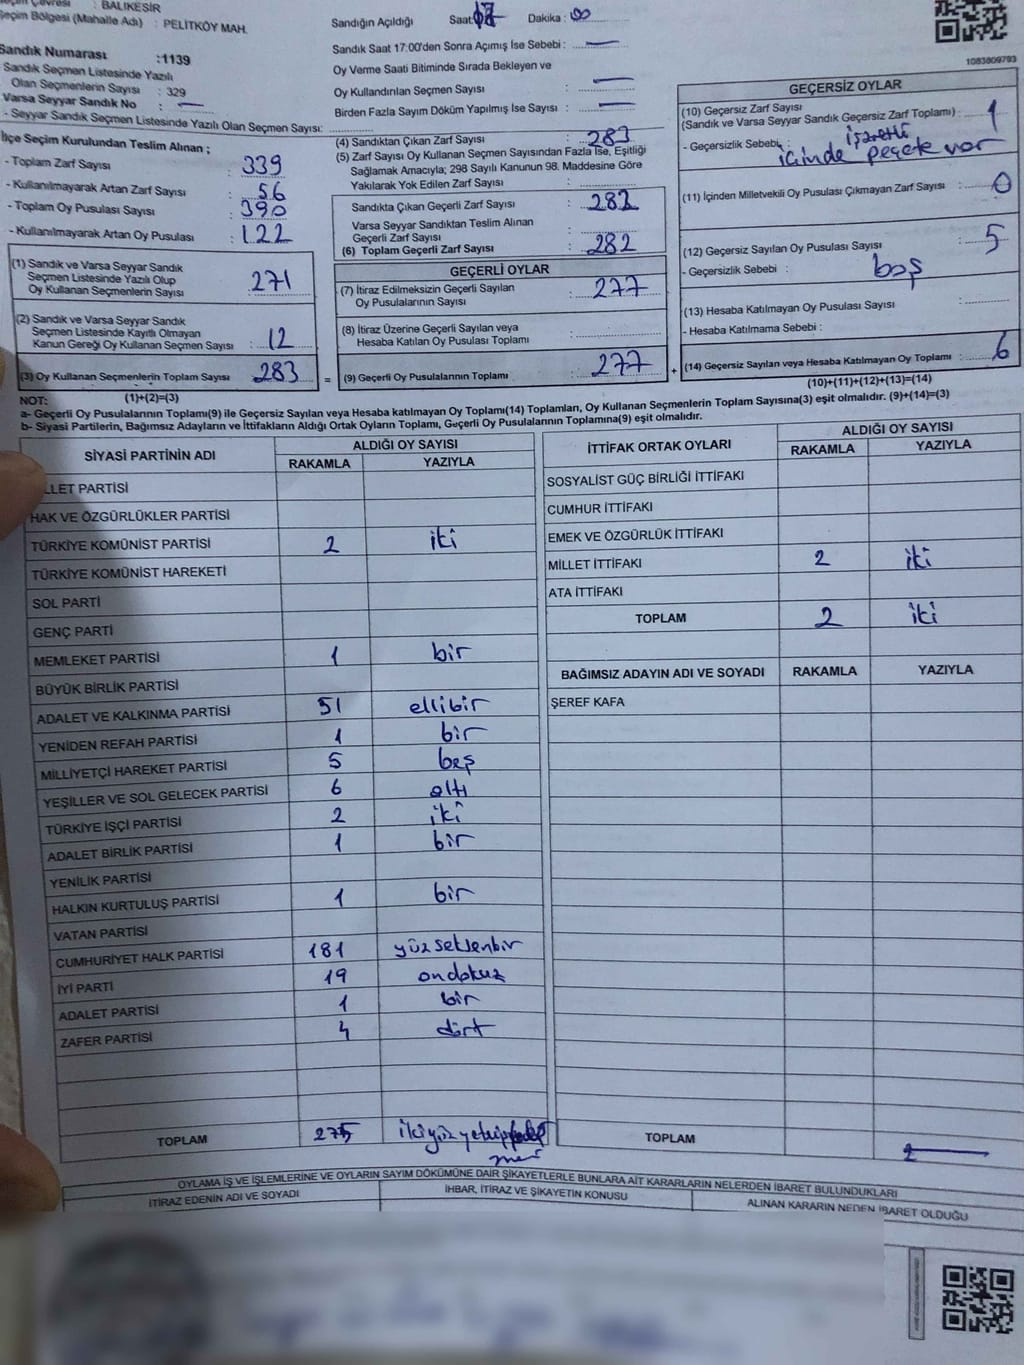 Seçim Çevresi : BALIKESİR
Seçim Bölgesi (Mahalle Adı) : PELİTKÖY MAH.
Sandık Numarası :1139
Sandık Seçmen Listesinde Yazılı
Olan Seçmenlerin Sayısı : 329
Varsa Seyyar Sandık No : —
- Seyyar Sandık Seçmen Listesinde Yazılı Olan Seçmen Sayısı:
İlçe Seçim Kurulundan Teslim Alınan ;
- Toplam Zarf Sayısı : 339
- Kullanılmayarak Artan Zarf Sayısı : 56
- Toplam Oy Pusulası Sayısı : 390
- Kullanılmayarak Artan Oy Pusulası : 122
(1) Sandık ve Varsa Seyyar Sandık
Seçmen Listesinde Yazılı Olup
Oy Kullanan Seçmenlerin Sayısı : 271
(2) Sandık ve Varsa Seyyar Sandık
Seçmen Listesinde Kayıtlı Olmayan
Kanun Gereği Oy Kullanan Seçmen Sayısı : 12
(3) Oy Kullanan Seçmenlerin Toplam Sayısı 283
(1)+(2)=(3)
Sandığın Açıldığı Saat: Dakika : 00
Sandık Saat 17:00'den Sonra Açımış İse Sebebi : —
Oy Verme Saati Bitiminde Sırada Bekleyen ve
Oy Kullandırılan Seçmen Sayısı : —
Birden Fazla Sayım Döküm Yapılmış İse Sayısı : —
(4) Sandıktan Çıkan Zarf Sayısı : 283
(5) Zarf Sayısı Oy Kullanan Seçmen Sayısından Fazla İse, Eşitliği
Sağlamak Amacıyla; 298 Sayılı Kanunun 98. Maddesine Göre
Yakılarak Yok Edilen Zarf Sayısı :
Sandıkta Çıkan Geçerli Zarf Sayısı : 282
Varsa Seyyar Sandıktan Teslim Alınan
Geçerli Zarf Sayısı :
(6) Toplam Geçerli Zarf Sayısı : 282
GEÇERLİ OYLAR
(7) İtiraz Edilmeksizin Geçerli Sayılan
Oy Pusulalarının Sayısı : 277
(8) İtiraz Üzerine Geçerli Sayılan veya
Hesaba Katılan Oy Pusulası Toplamı :
= (9) Geçerli Oy Pusulalarının Toplamı : 277
1083809793
GEÇERSİZ OYLAR
(10) Geçersiz Zarf Sayısı
(Sandık ve Varsa Seyyar Sandık Geçersiz Zarf Toplamı) : 1
- Geçersizlik Sebebi : işaretli
içinde peçete var
(11) İçinden Milletvekili Oy Pusulası Çıkmayan Zarf Sayısı : 0
(12) Geçersiz Sayılan Oy Pusulası Sayısı : 5
- Geçersizlik Sebebi : boş
(13) Hesaba Katılmayan Oy Pusulası Sayısı :
- Hesaba Katılmama Sebebi :
+ (14) Geçersiz Sayılan veya Hesaba Katılmayan Oy Toplamı : 6
(10)+(11)+(12)+(13)=(14)
NOT:
a- Geçerli Oy Pusulalarının Toplamı(9) ile Geçersiz Sayılan veya Hesaba katılmayan Oy Toplamı(14) Toplamları, Oy Kullanan Seçmenlerin Toplam Sayısına(3) eşit olmalıdır. (9)+(14)=(3)
b- Siyasi Partilerin, Bağımsız Adayların ve İttifakların Aldığı Ortak Oyların Toplamı, Geçerli Oy Pusulalarının Toplamına(9) eşit olmalıdır.
SİYASİ PARTİNİN ADI ALDIĞI OY SAYISI
RAKAMLA YAZIYLA
LLET PARTİSİ
HAK VE ÖZGÜRLÜKLER PARTİSİ
TÜRKİYE KOMÜNİST PARTİSİ 2 iki
TÜRKİYE KOMÜNİST HAREKETİ
SOL PARTİ
GENÇ PARTİ
MEMLEKET PARTİSİ 1 bir
BÜYÜK BİRLİK PARTİSİ
ADALET VE KALKINMA PARTİSİ 51 ellibir
YENİDEN REFAH PARTİSİ 1 bir
MİLLİYETÇİ HAREKET PARTİSİ 5 beş
YEŞİLLER VE SOL GELECEK PARTİSİ 6 altı
TÜRKİYE İŞÇİ PARTİSİ 2 iki
ADALET BİRLİK PARTİSİ 1 bir
YENİLİK PARTİSİ
HALKIN KURTULUŞ PARTİSİ 1 bir
VATAN PARTİSİ
CUMHURİYET HALK PARTİSİ 181 yüzseksenbir
İYİ PARTİ 19 ondokuz
ADALET PARTİSİ 1 bir
ZAFER PARTİSİ 4 dört
TOPLAM 275
İTTİFAK ORTAK OYLARI ALDIĞI OY SAYISI
RAKAMLA YAZIYLA
SOSYALİST GÜÇ BİRLİĞİ İTTİFAKI
CUMHUR İTTİFAKI
EMEK VE ÖZGÜRLÜK İTTİFAKI
MİLLET İTTİFAKI 2 iki
ATA İTTİFAKI
TOPLAM 2 iki
BAĞIMSIZ ADAYIN ADI VE SOYADI RAKAMLA YAZIYLA
ŞEREF KAFA
TOPLAM
OYLAMA İŞ VE İŞLEMLERİNE VE OYLARIN SAYIM DÖKÜMÜNE DAİR ŞİKAYETLERLE BUNLARA AİT KARARLARIN NELERDEN İBARET BULUNDUKLARI
İTİRAZ EDENİN ADI VE SOYADI İHBAR, İTİRAZ VE ŞİKAYETİN KONUSU ALINAN KARARIN NEDEN İBARET OLDUĞU